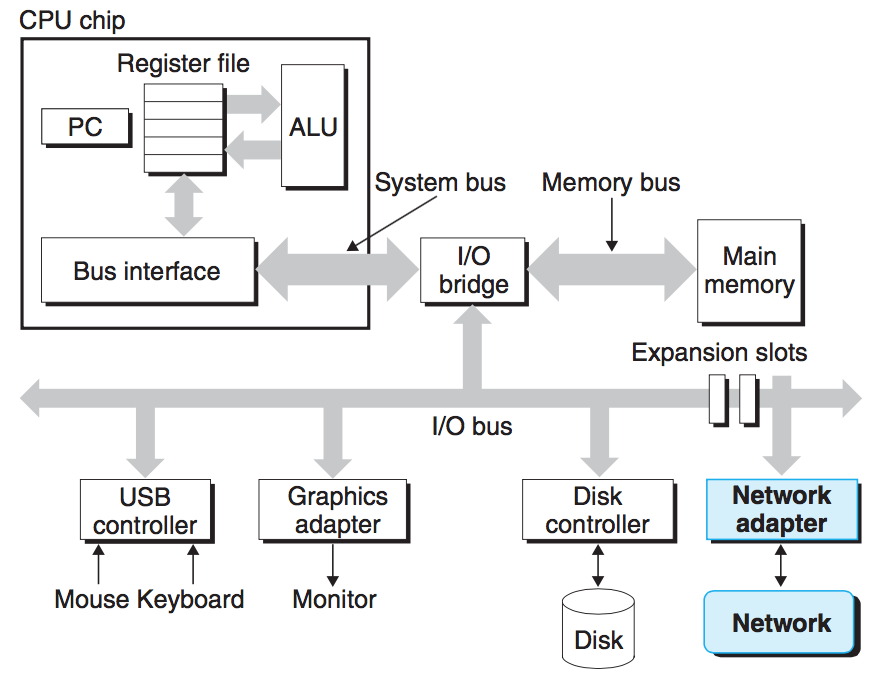 CPU chip
Register file
PC
ALU
System bus
Memory bus
Bus interface
I/O
bridge
Main
memory
Expansion slots
I/O bus
USB
controller
Graphics
adapter
Disk
controller
Network
adapter
Mouse Keyboard
Monitor
Disk
Network